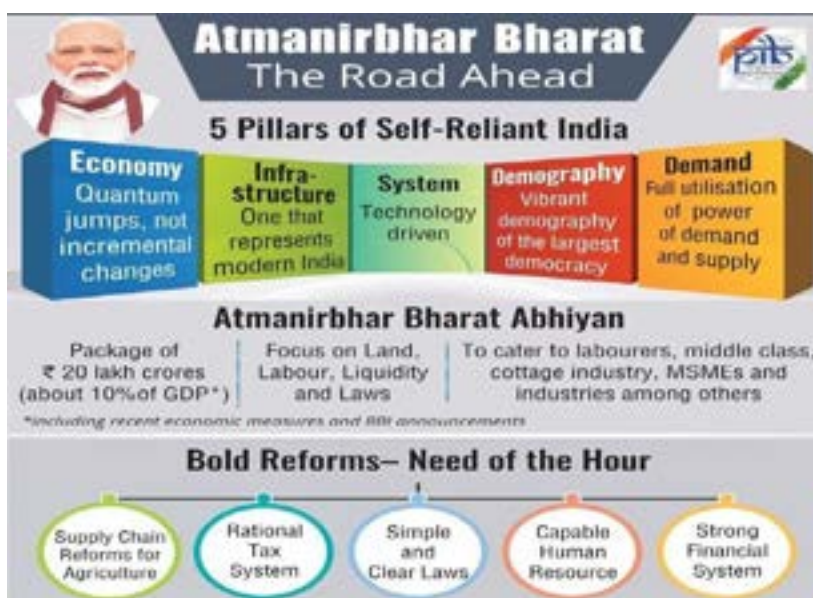 Atmanirbhar Bharat
The Road Ahead
pib
5 Pillars of Self-Reliant India
Economy
Quantum
jumps, not
incremental
changes
Infra-
structure
One that
represents
modern India
System
Technology
driven
Demography
Vibrant
demography
of the largest
democracy
Demand
Full utilisation
of power
of demand
and supply
Atmanirbhar Bharat Abhiyan
Package of
₹ 20 lakh crores
(about 10%of GDP*)
Focus on Land,
Labour, Liquidity
and Laws
To cater to labourers, middle class,
cottage industry, MSMEs and
industries among others
*including recent economic measures and RBI announcements
Bold Reforms– Need of the Hour
Supply Chain
Reforms for
Agriculture
Rational
Tax
System
Simple
and
Clear Laws
Capable
Human
Resource
Strong
Financial
System